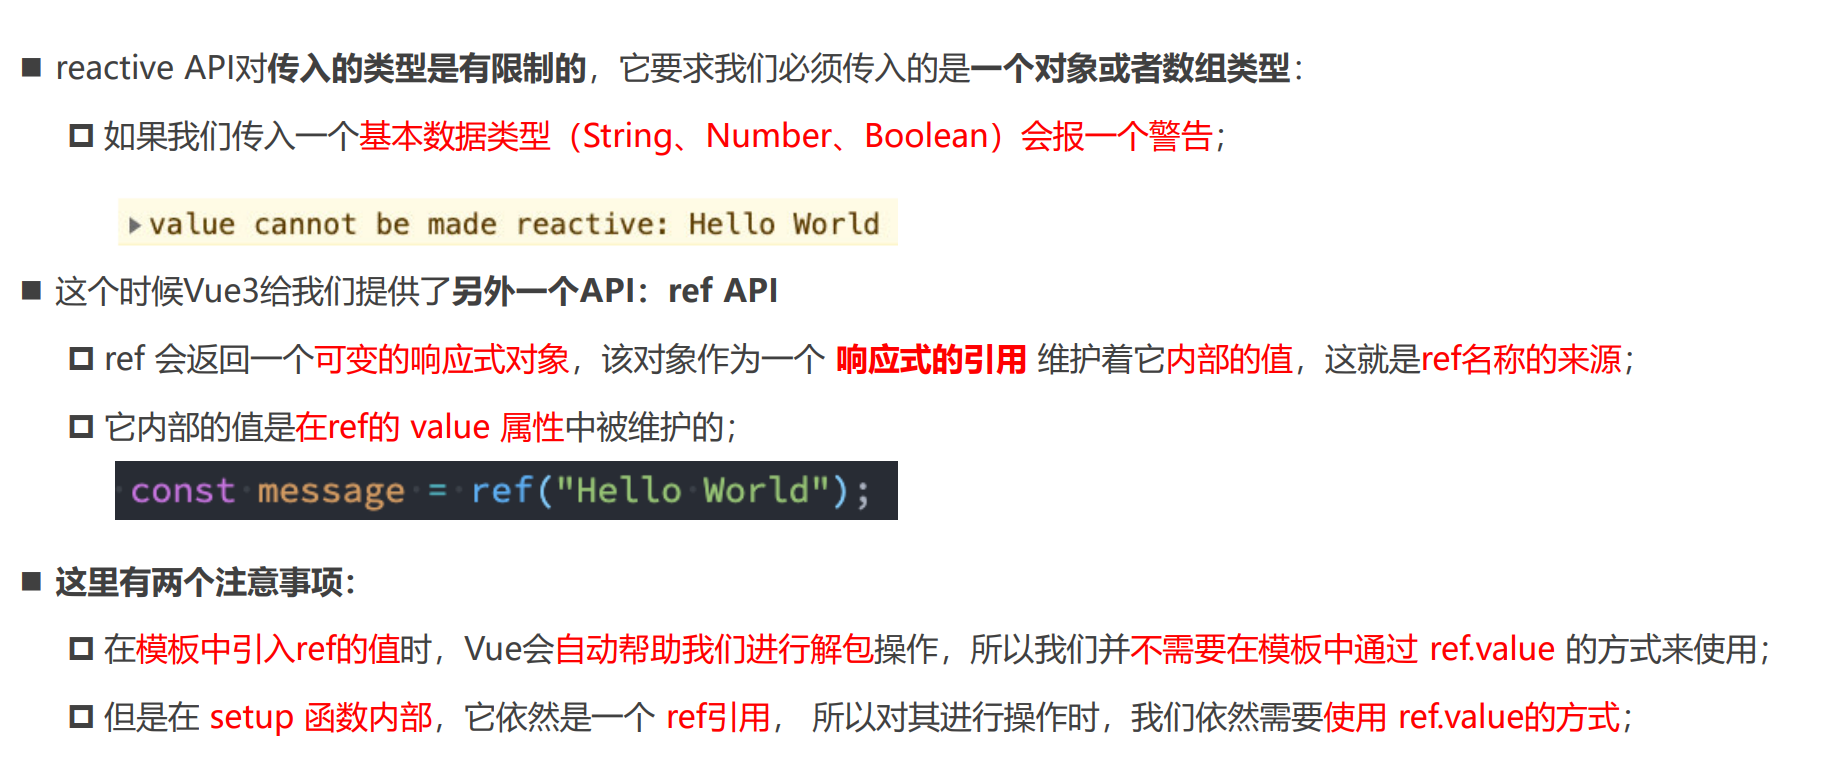 reactive API对传入的类型是有限制的，它要求我们必须传入的是一个对象或者数组类型：
如果我们传入一个基本数据类型（String、Number、Boolean）会报一个警告；
value cannot be made reactive: Hello World
这个时候Vue3给我们提供了另外一个API：ref API
ref 会返回一个可变的响应式对象，该对象作为一个 响应式的引用 维护着它内部的值，这就是ref名称的来源；
它内部的值是在ref的 value 属性中被维护的；
const message = ref("Hello World");
这里有两个注意事项：
在模板中引入ref的值时，Vue会自动帮助我们进行解包操作，所以我们并不需要在模板中通过 ref.value 的方式来使用；
但是在 setup 函数内部，它依然是一个 ref引用， 所以对其进行操作时，我们依然需要使用 ref.value的方式；